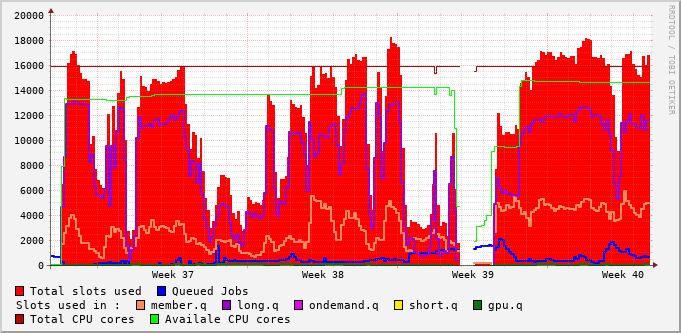 20000
18000
16000
14000
12000
10000
8000
6000
4000
2000
0
Week 37 Week 38 Week 39 Week 40
RRDTOOL / TOBI OETIKER
Total slots used Queued Jobs
Slots used in : member.q long.q ondemand.q short.q gpu.q
Total CPU cores Availale CPU cores